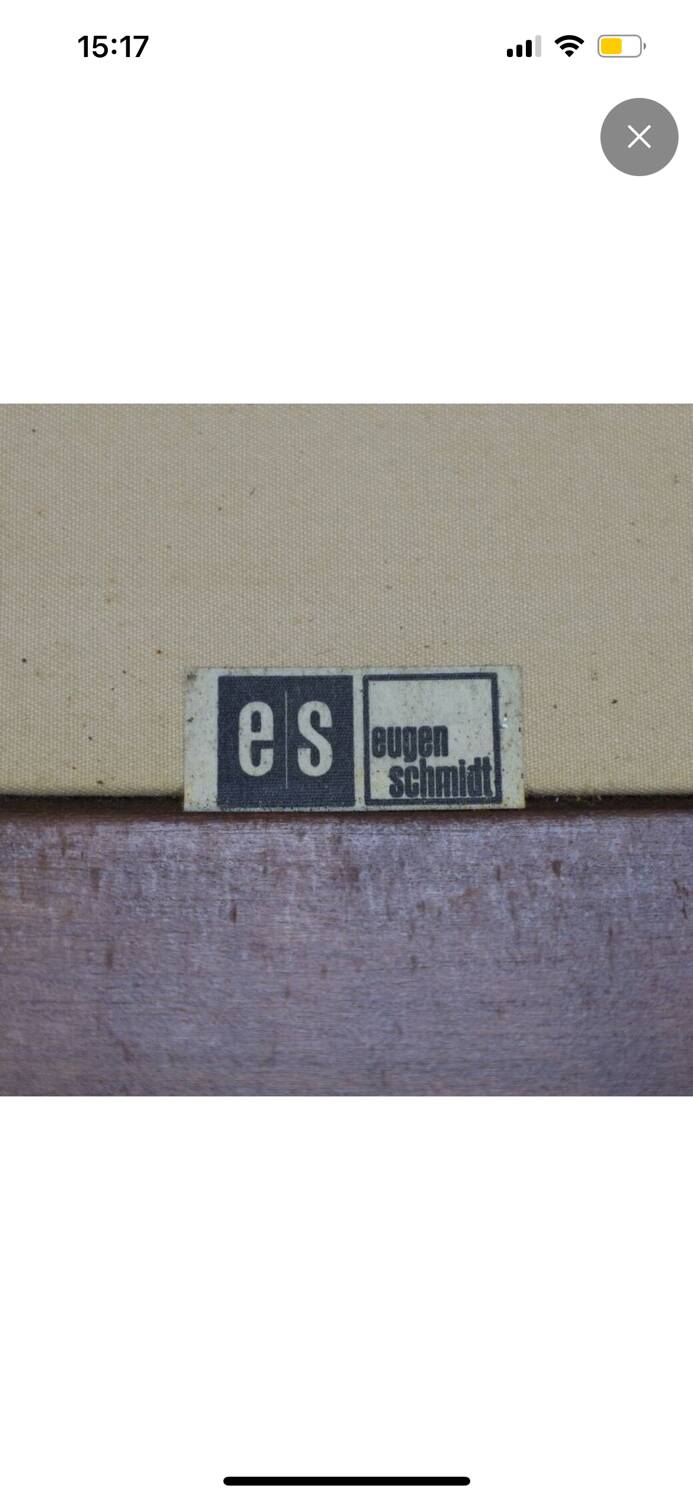 15:17
e|s
eugen
schmidt